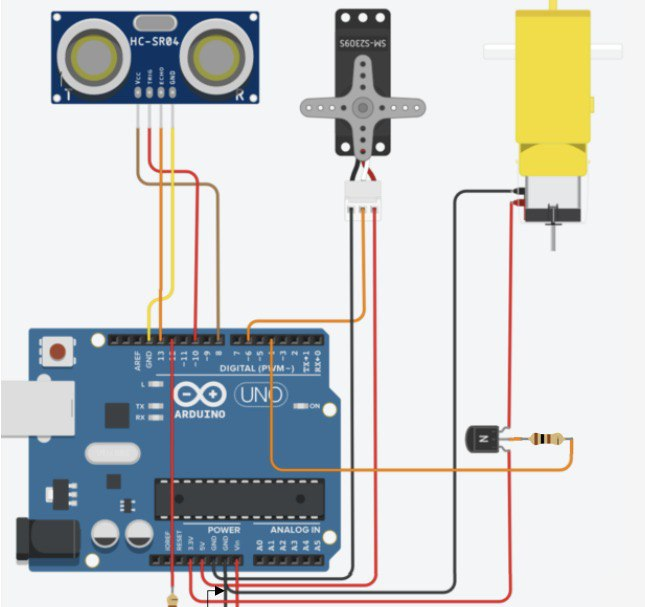 HC-SR04
Vcc
TRIG
ECHO
GND
T
R
SM-S2309S
AREF
GND
13
12
~11
~10
~9
8
7
~6
~5
4
~3
2
TX→1
RX←0
DIGITAL (PWM~)
L
TX
RX
UNO
ARDUINO
ON
N
POWER
ANALOG IN
IOREF
RESET
3.3V
5V
GND
GND
Vin
A0
A1
A2
A3
A4
A5